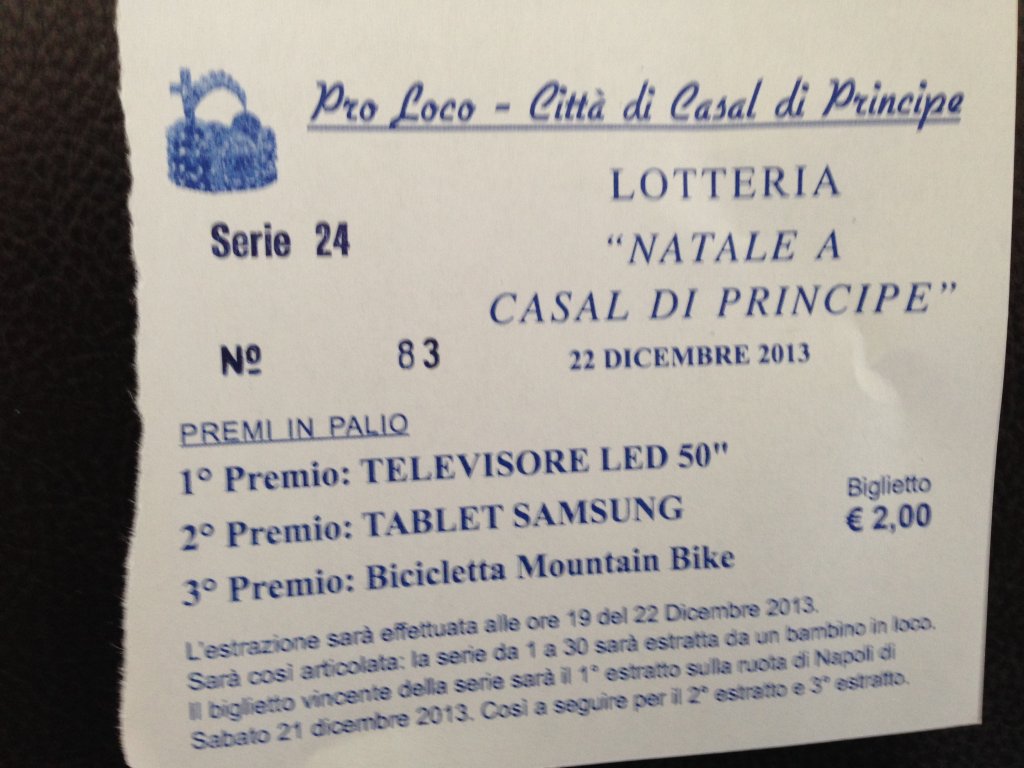 Pro Loco - Città di Casal di Principe
LOTTERIA
"NATALE A
CASAL DI PRINCIPE"
22 DICEMBRE 2013
Serie 24
Nº 83
PREMI IN PALIO
1° Premio: TELEVISORE LED 50"
2° Premio: TABLET SAMSUNG
3° Premio: Bicicletta Mountain Bike
Biglietto
€ 2,00
L'estrazione sarà effettuata alle ore 19 del 22 Dicembre 2013.
Sarà così articolata: la serie da 1 a 30 sarà estratta da un bambino in loco.
Il biglietto vincente della serie sarà il 1° estratto sulla ruota di Napoli di
Sabato 21 dicembre 2013. Così a seguire per il 2° estratto e 3° estratto.